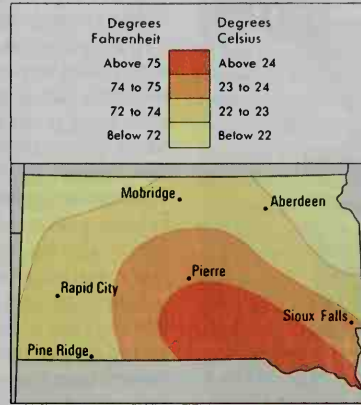 Degrees Fahrenheit
Degrees Celsius
Above 75 Above 24
74 to 75 23 to 24
72 to 74 22 to 23
Below 72 Below 22
Mobridge
Aberdeen
Pierre
Rapid City
Sioux Falls
Pine Ridge